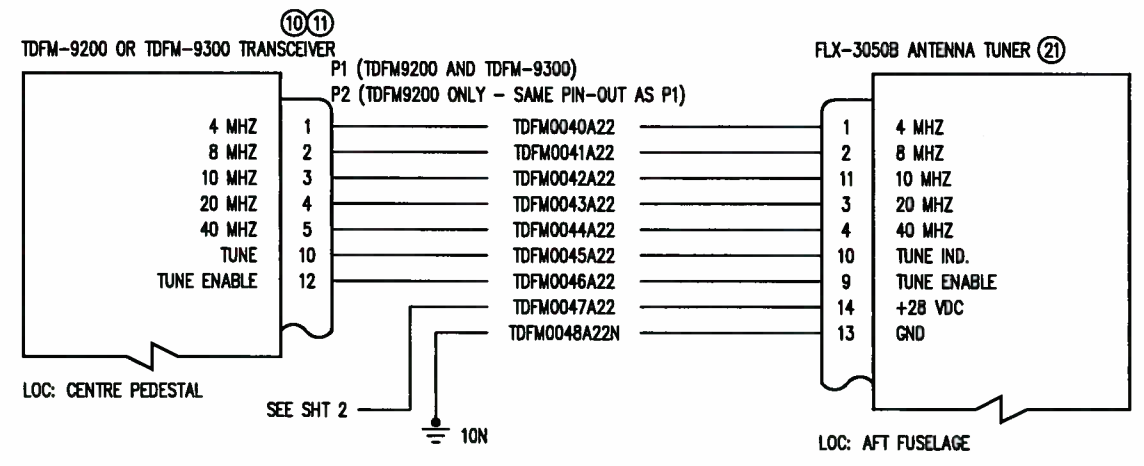 10 11
TDFM-9200 OR TDFM-9300 TRANSCEIVER
P1 (TDFM9200 AND TDFM-9300)
P2 (TDFM9200 ONLY - SAME PIN-OUT AS P1)
FLX-3050B ANTENNA TUNER 21
4 MHZ 1 TDFM0040A22 1 4 MHZ
8 MHZ 2 TDFM0041A22 2 8 MHZ
10 MHZ 3 TDFM0042A22 11 10 MHZ
20 MHZ 4 TDFM0043A22 3 20 MHZ
40 MHZ 5 TDFM0044A22 4 40 MHZ
TUNE 10 TDFM0045A22 10 TUNE IND.
TUNE ENABLE 12 TDFM0046A22 9 TUNE ENABLE
TDFM0047A22 14 +28 VDC
TDFM0048A22N 13 GND
LOC: CENTRE PEDESTAL
SEE SHT 2
10N
LOC: AFT FUSELAGE